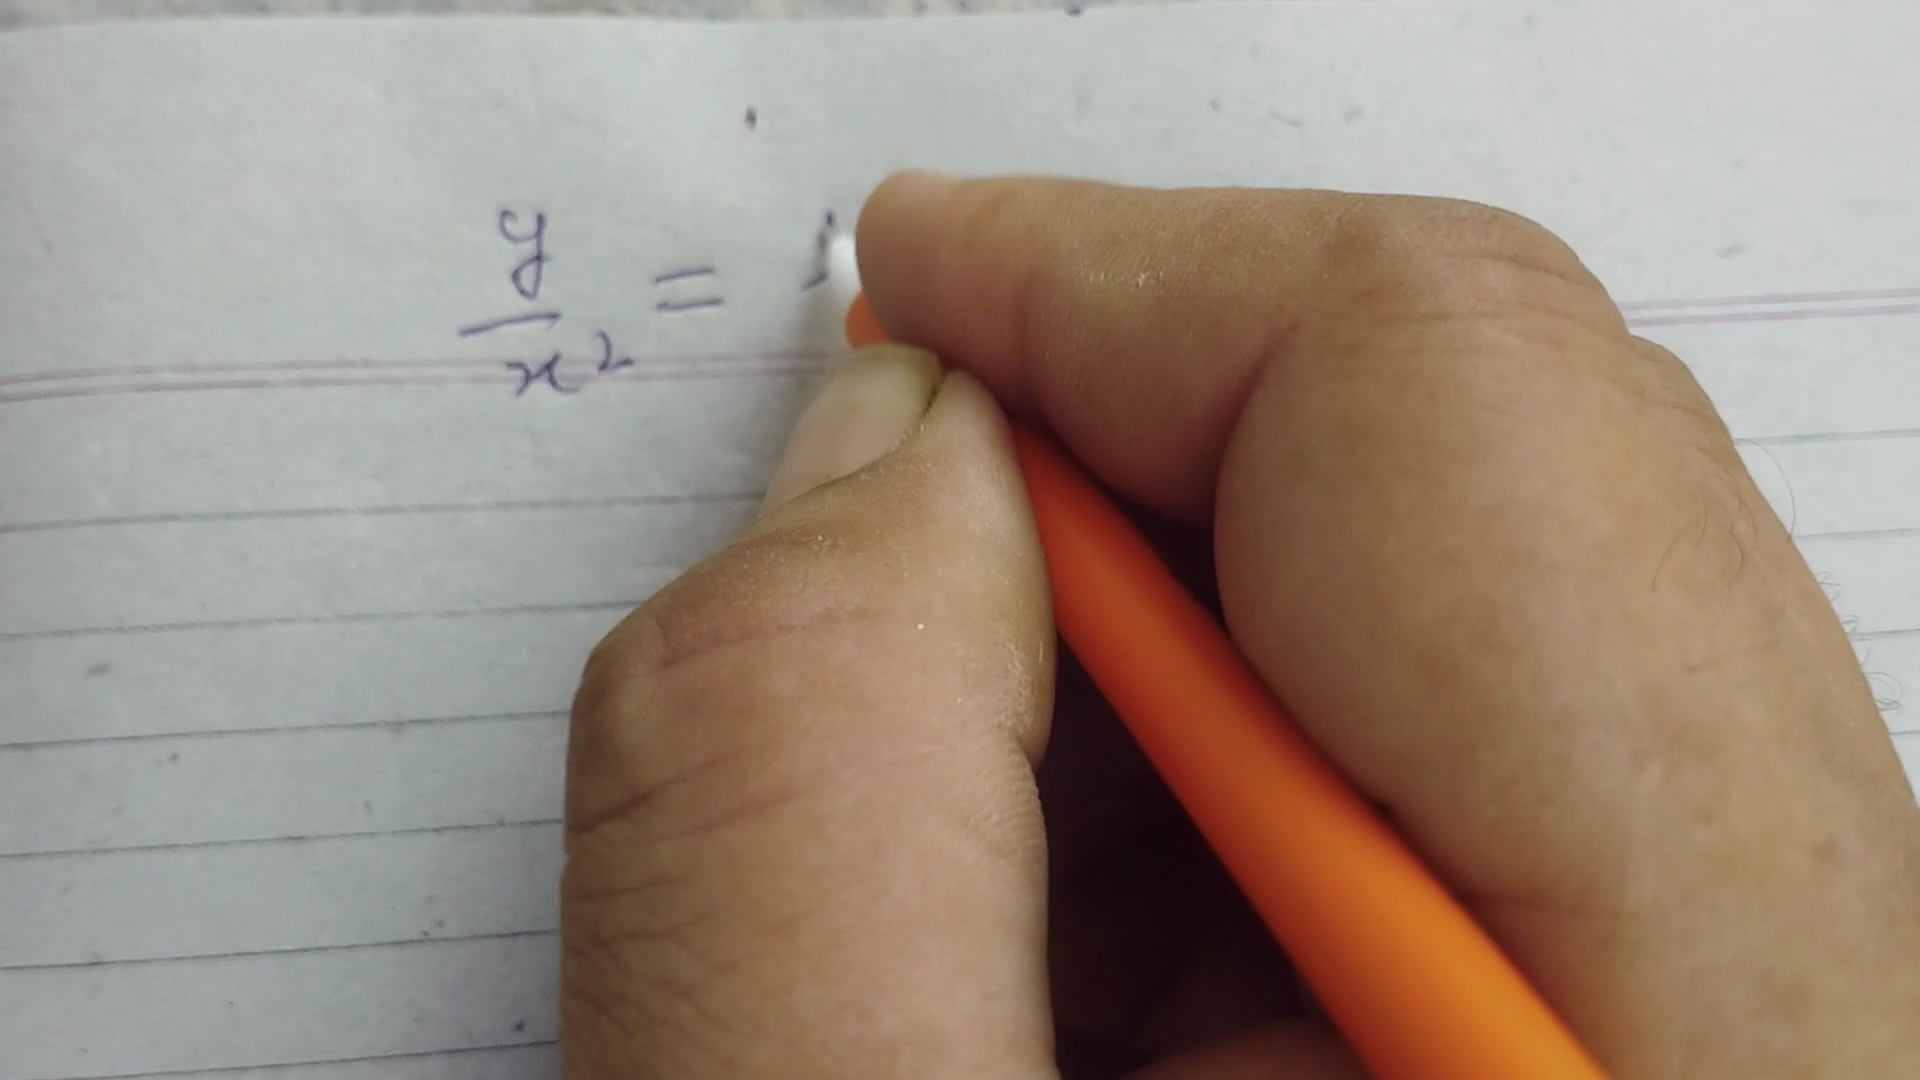 y/x² =